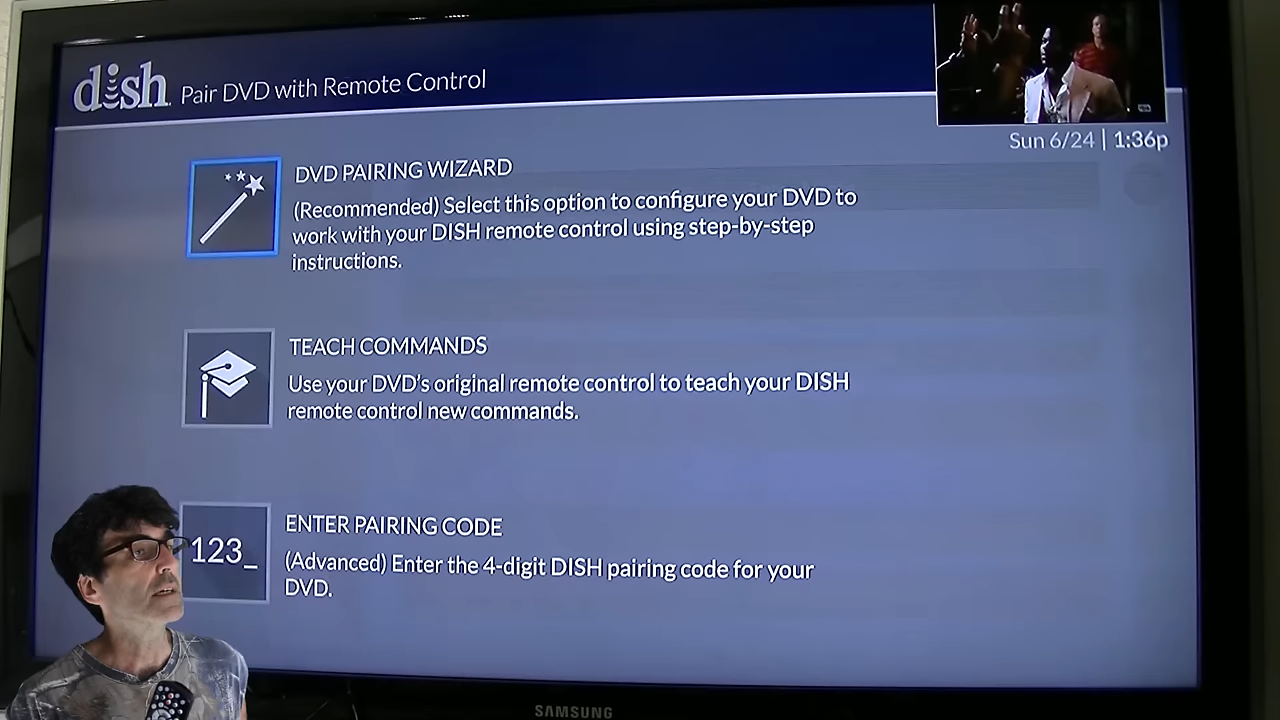 dish Pair DVD with Remote Control
Sun 6/24 | 1:36p
DVD PAIRING WIZARD
(Recommended) Select this option to configure your DVD to
work with your DISH remote control using step-by-step
instructions.
TEACH COMMANDS
Use your DVD's original remote control to teach your DISH
remote control new commands.
123_
ENTER PAIRING CODE
(Advanced) Enter the 4-digit DISH pairing code for your
DVD.
SAMSUNG